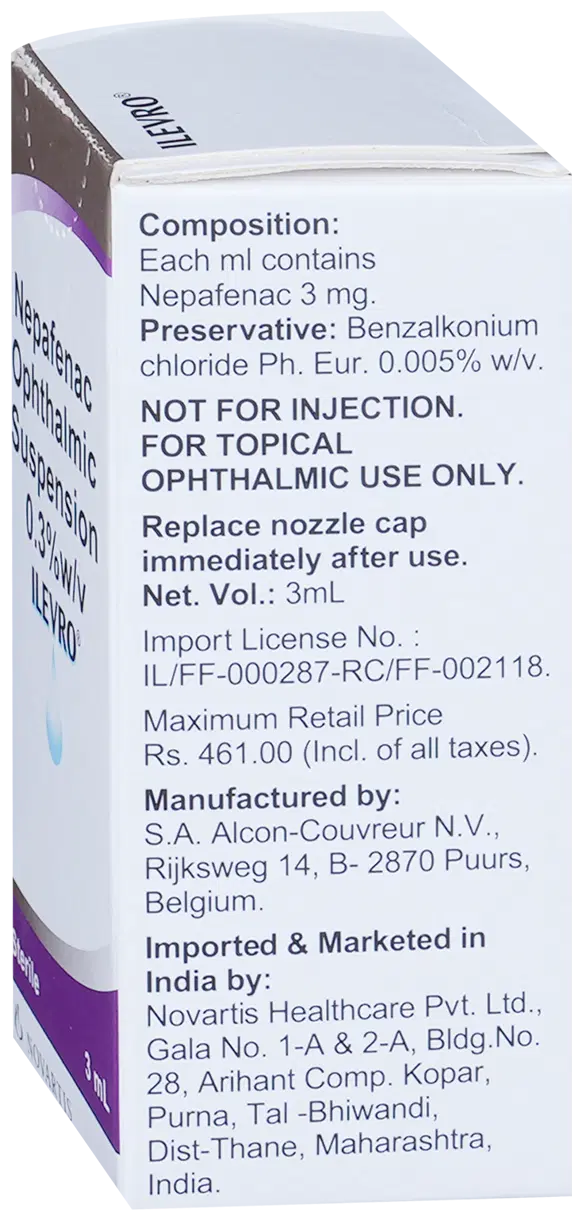 ILEVRO®
Nepafenac
Ophthalmic
Suspension
0.3%w/v
ILEVRO®
Sterile
3 mL
NOVARTIS
Composition:
Each ml contains
Nepafenac 3 mg.
Preservative: Benzalkonium
chloride Ph. Eur. 0.005% w/v.
NOT FOR INJECTION.
FOR TOPICAL
OPHTHALMIC USE ONLY.
Replace nozzle cap
immediately after use.
Net. Vol.: 3mL
Import License No. :
IL/FF-000287-RC/FF-002118.
Maximum Retail Price
Rs. 461.00 (Incl. of all taxes).
Manufactured by:
S.A. Alcon-Couvreur N.V.,
Rijksweg 14, B- 2870 Puurs,
Belgium.
Imported & Marketed in
India by:
Novartis Healthcare Pvt. Ltd.,
Gala No. 1-A & 2-A, Bldg.No.
28, Arihant Comp. Kopar,
Purna, Tal -Bhiwandi,
Dist-Thane, Maharashtra,
India.